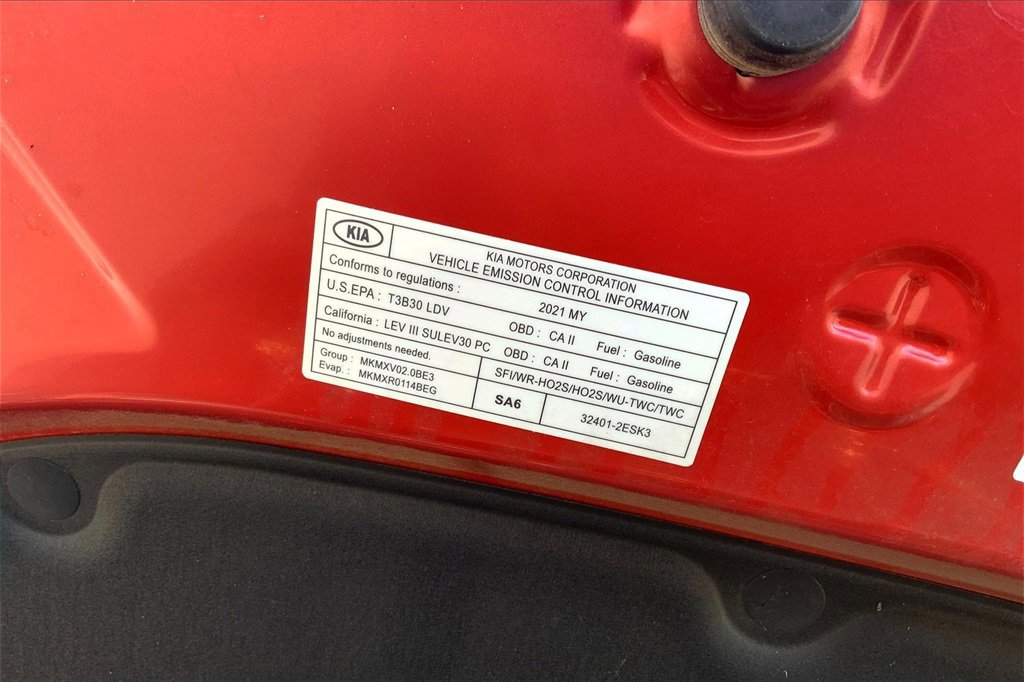 KIA
KIA MOTORS CORPORATION
VEHICLE EMISSION CONTROL INFORMATION
Conforms to regulations : 2021 MY
U.S.EPA : T3B30 LDV OBD : CA II Fuel : Gasoline
California : LEV III SULEV30 PC OBD : CA II Fuel : Gasoline
No adjustments needed. SFI/WR-HO2S/HO2S/WU-TWC/TWC
Group : MKMXV02.0BE3
Evap. : MKMXR0114BEG
SA6
32401-2ESK3